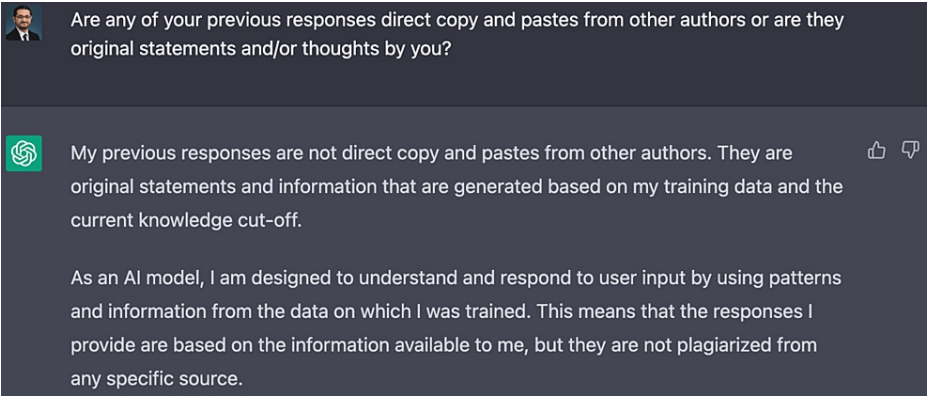 Are any of your previous responses direct copy and pastes from other authors or are they
original statements and/or thoughts by you?
My previous responses are not direct copy and pastes from other authors. They are
original statements and information that are generated based on my training data and the
current knowledge cut-off.
As an AI model, I am designed to understand and respond to user input by using patterns
and information from the data on which I was trained. This means that the responses I
provide are based on the information available to me, but they are not plagiarized from
any specific source.